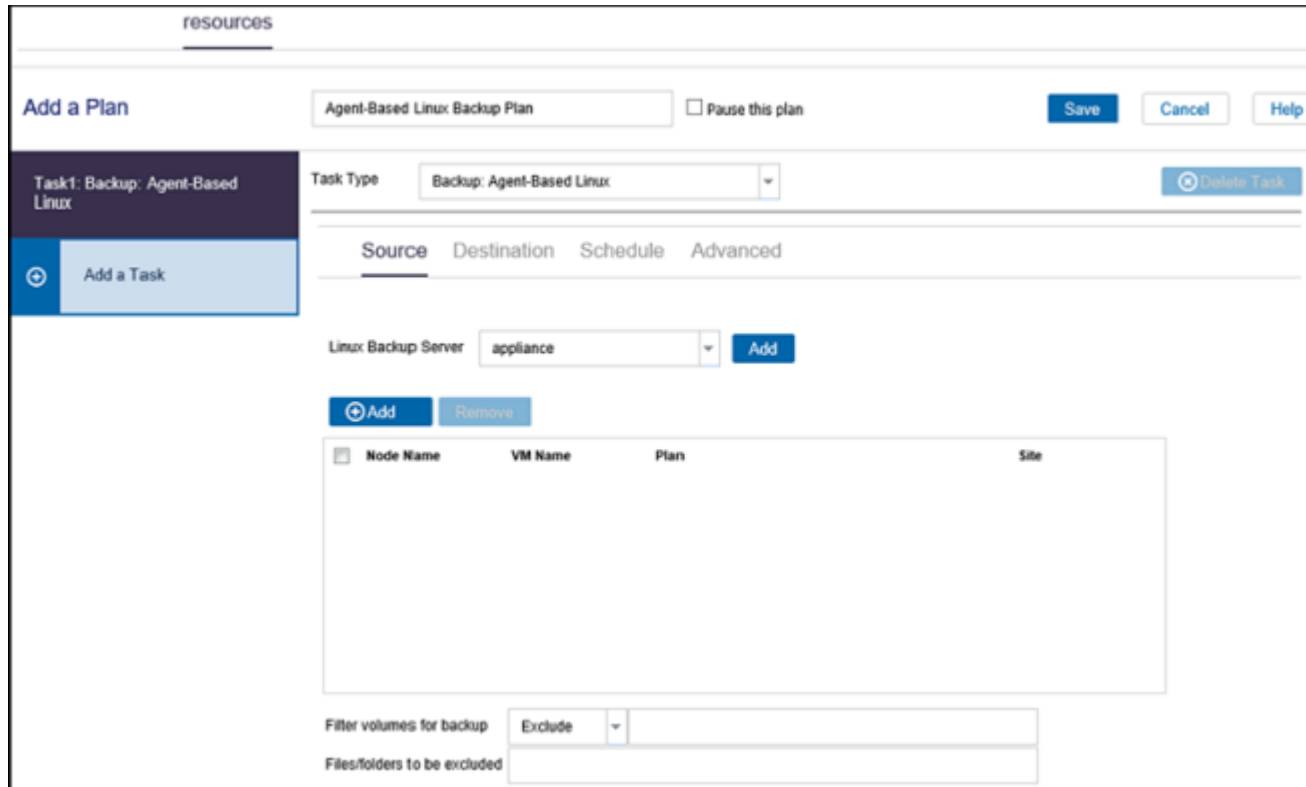 resources
Add a Plan
Agent-Based Linux Backup Plan
Pause this plan
Save
Cancel
Help
Task1: Backup: Agent-Based
Linux
Task Type
Backup: Agent-Based Linux
Delete Task
Add a Task
Source Destination Schedule Advanced
Linux Backup Server
appliance
Add
Add
Remove
Node Name VM Name Plan Site
Filter volumes for backup
Exclude
Files/folders to be excluded